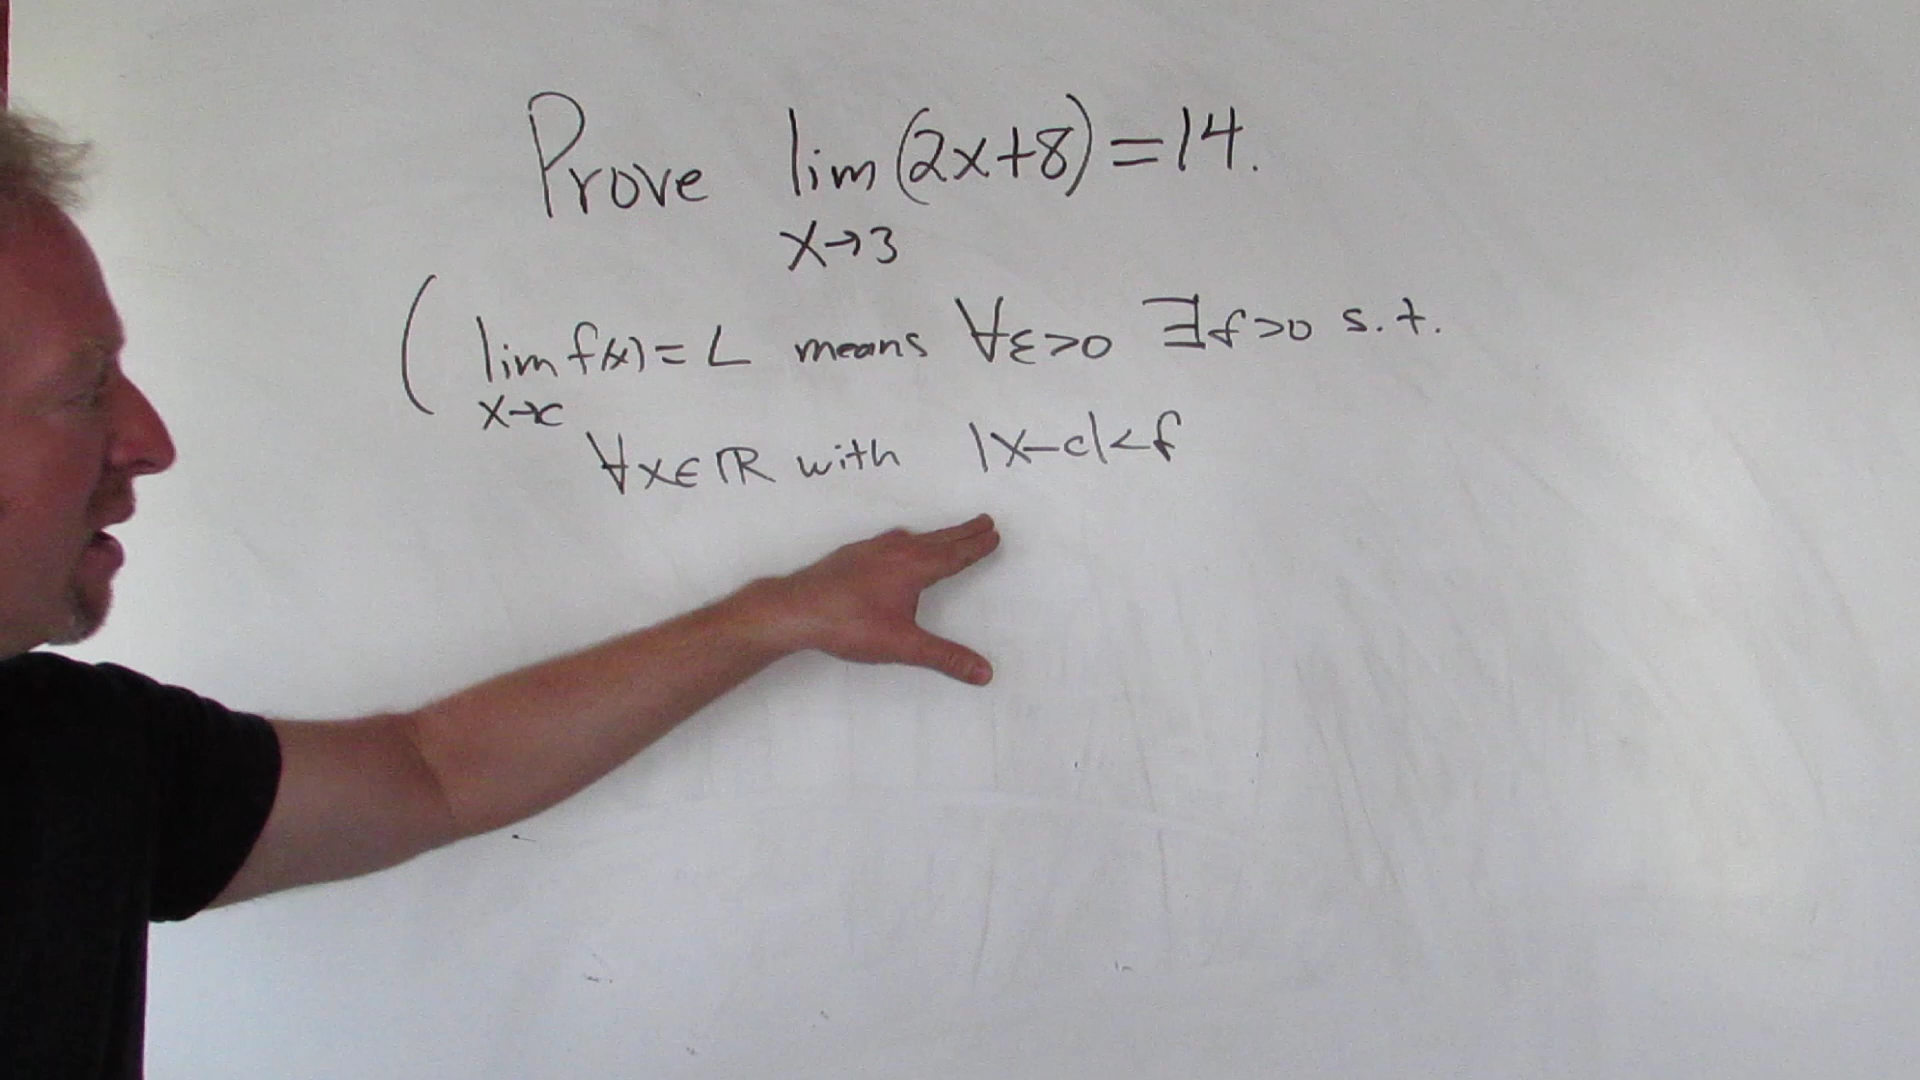 Prove lim (2x+8) = 14.
x→3
( lim f(x) = L means ∀ε>0 ∃δ>0 s.t.
x→c
∀x∈ℝ with |x-c|<δ